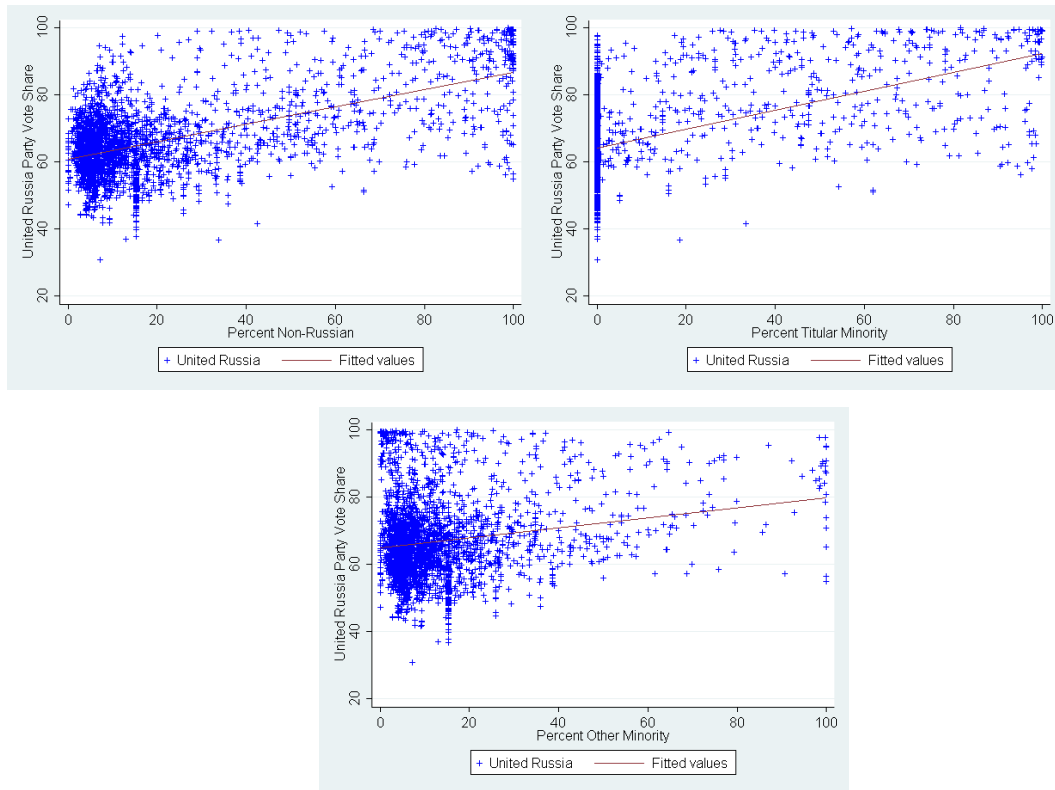 United Russia Party Vote Share
100
80
60
40
20
0 20 40 60 80 100
Percent Non-Russian
+ United Russia Fitted values
United Russia Party Vote Share
100
80
60
40
20
0 20 40 60 80 100
Percent Titular Minority
+ United Russia Fitted values
United Russia Party Vote Share
100
80
60
40
20
0 20 40 60 80 100
Percent Other Minority
+ United Russia Fitted values